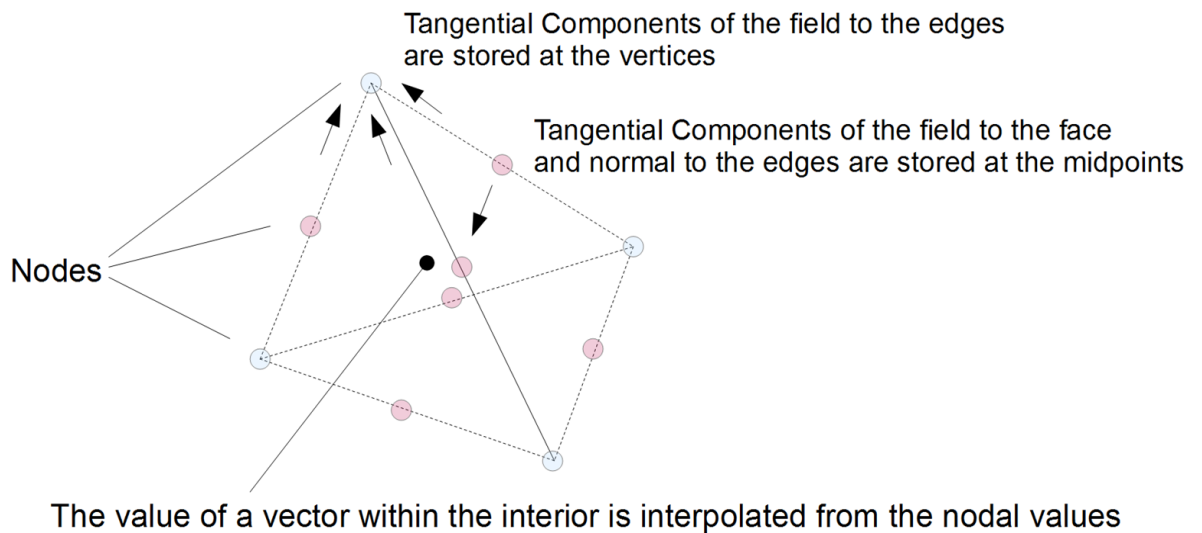 Tangential Components of the field to the edges
are stored at the vertices
Tangential Components of the field to the face
and normal to the edges are stored at the midpoints
Nodes
The value of a vector within the interior is interpolated from the nodal values